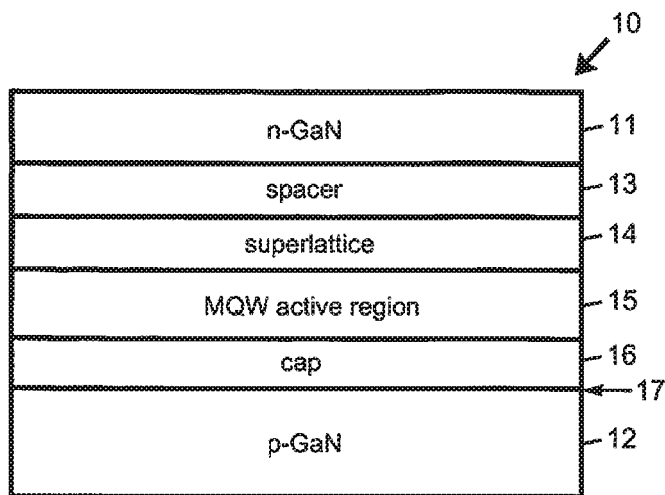 10
n-GaN 11
spacer 13
superlattice 14
MQW active region 15
cap 16
17
p-GaN 12